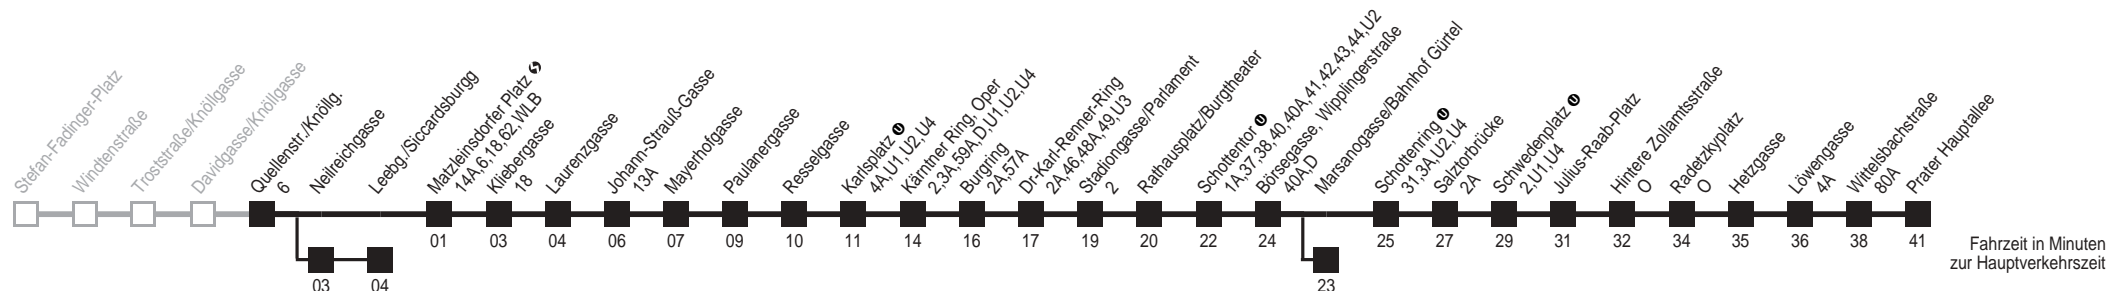 Stefan-Fadinger-Platz
Windtenstraße
Troststraße/Knöllgasse
Davidgasse/Knöllgasse
Quellenstr./Knöllg.
6
Neilreichgasse
03
Leebg./Siccardsburgg
04
Matzleinsdorfer Platz
14A,6,18,62,WLB
01
Kliebergasse
18
03
Laurenzgasse
04
Johann-Strauß-Gasse
13A
06
Mayerhofgasse
07
Paulanergasse
09
Resselgasse
10
Karlsplatz U
4A,U1,U2,U4
11
Kärntner Ring, Oper
2,3A,59A,D,U1,U2,U4
14
Burgring
2A,57A
16
Dr-Karl-Renner-Ring
2A,46,48A,49,U3
17
Stadiongasse/Parlament
2
19
Rathausplatz/Burgtheater
20
Schottentor U
1A,37,38,40,40A,41,42,43,44,U2
22
Börsegasse, Wipplingerstraße
40A,D
24
Marsanogasse/Bahnhof Gürtel
23
Schottenring U
31,3A,U2,U4
25
Salztorbrücke
2A
27
Schwedenplatz U
2,U1,U4
29
Julius-Raab-Platz
31
Hintere Zollamtsstraße
O
32
Radetzkyplatz
O
34
Hetzgasse
35
Löwengasse
4A
36
Wittelsbachstraße
80A
38
Prater Hauptallee
41
Fahrzeit in Minuten
zur Hauptverkehrszeit